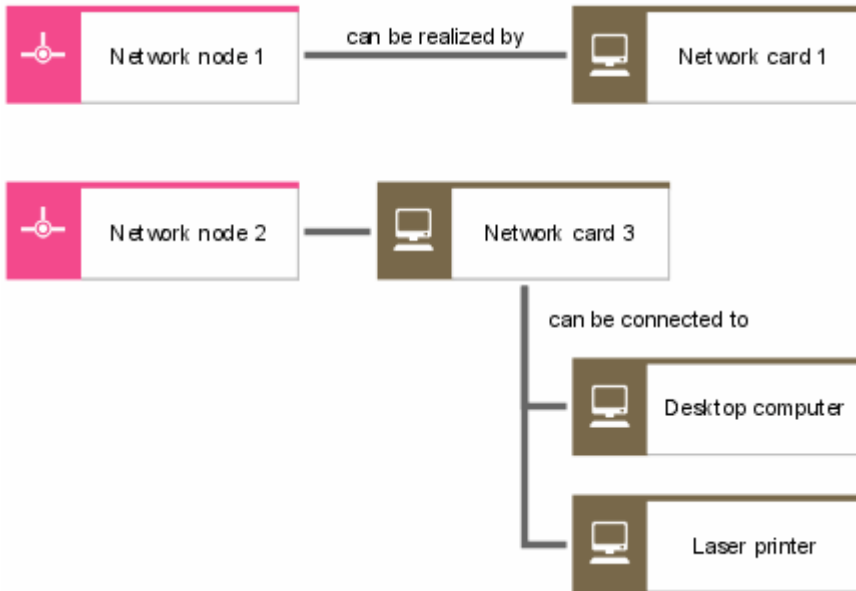 Network node 1
can be realized by
Network card 1
Network node 2
Network card 3
can be connected to
Desktop computer
Laser printer